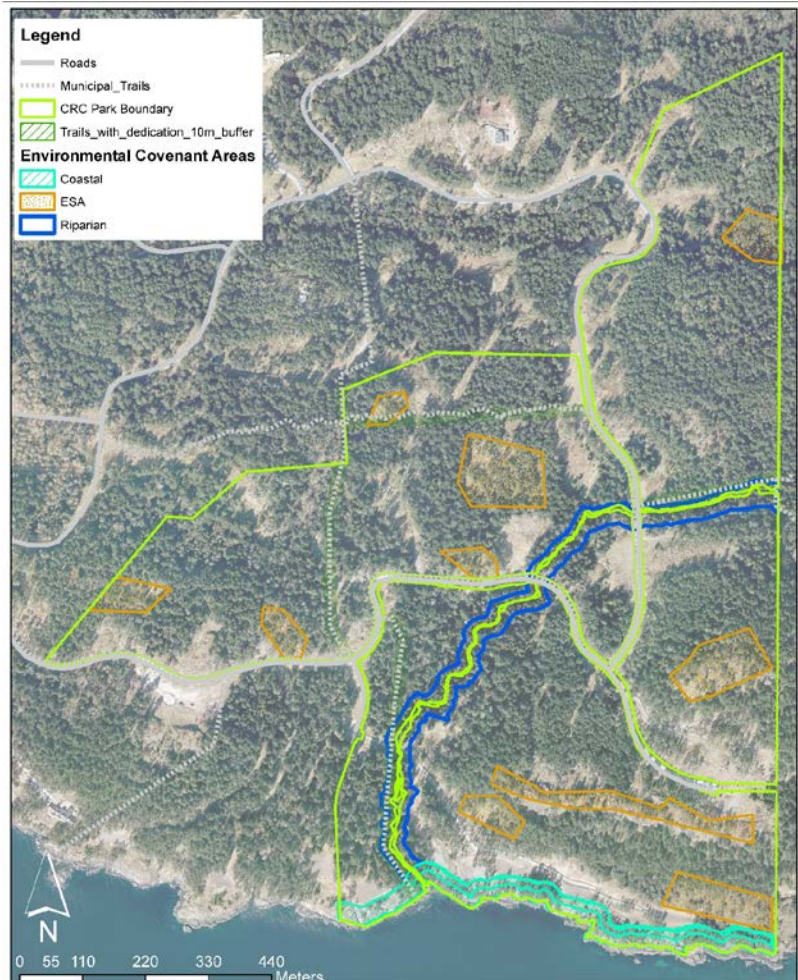 Legend
Roads
Municipal_Trails
CRC Park Boundary
Trails_with_dedication_10m_buffer
Environmental Covenant Areas
Coastal
ESA
Riparian
N
0 55 110 220 330 440
Meters